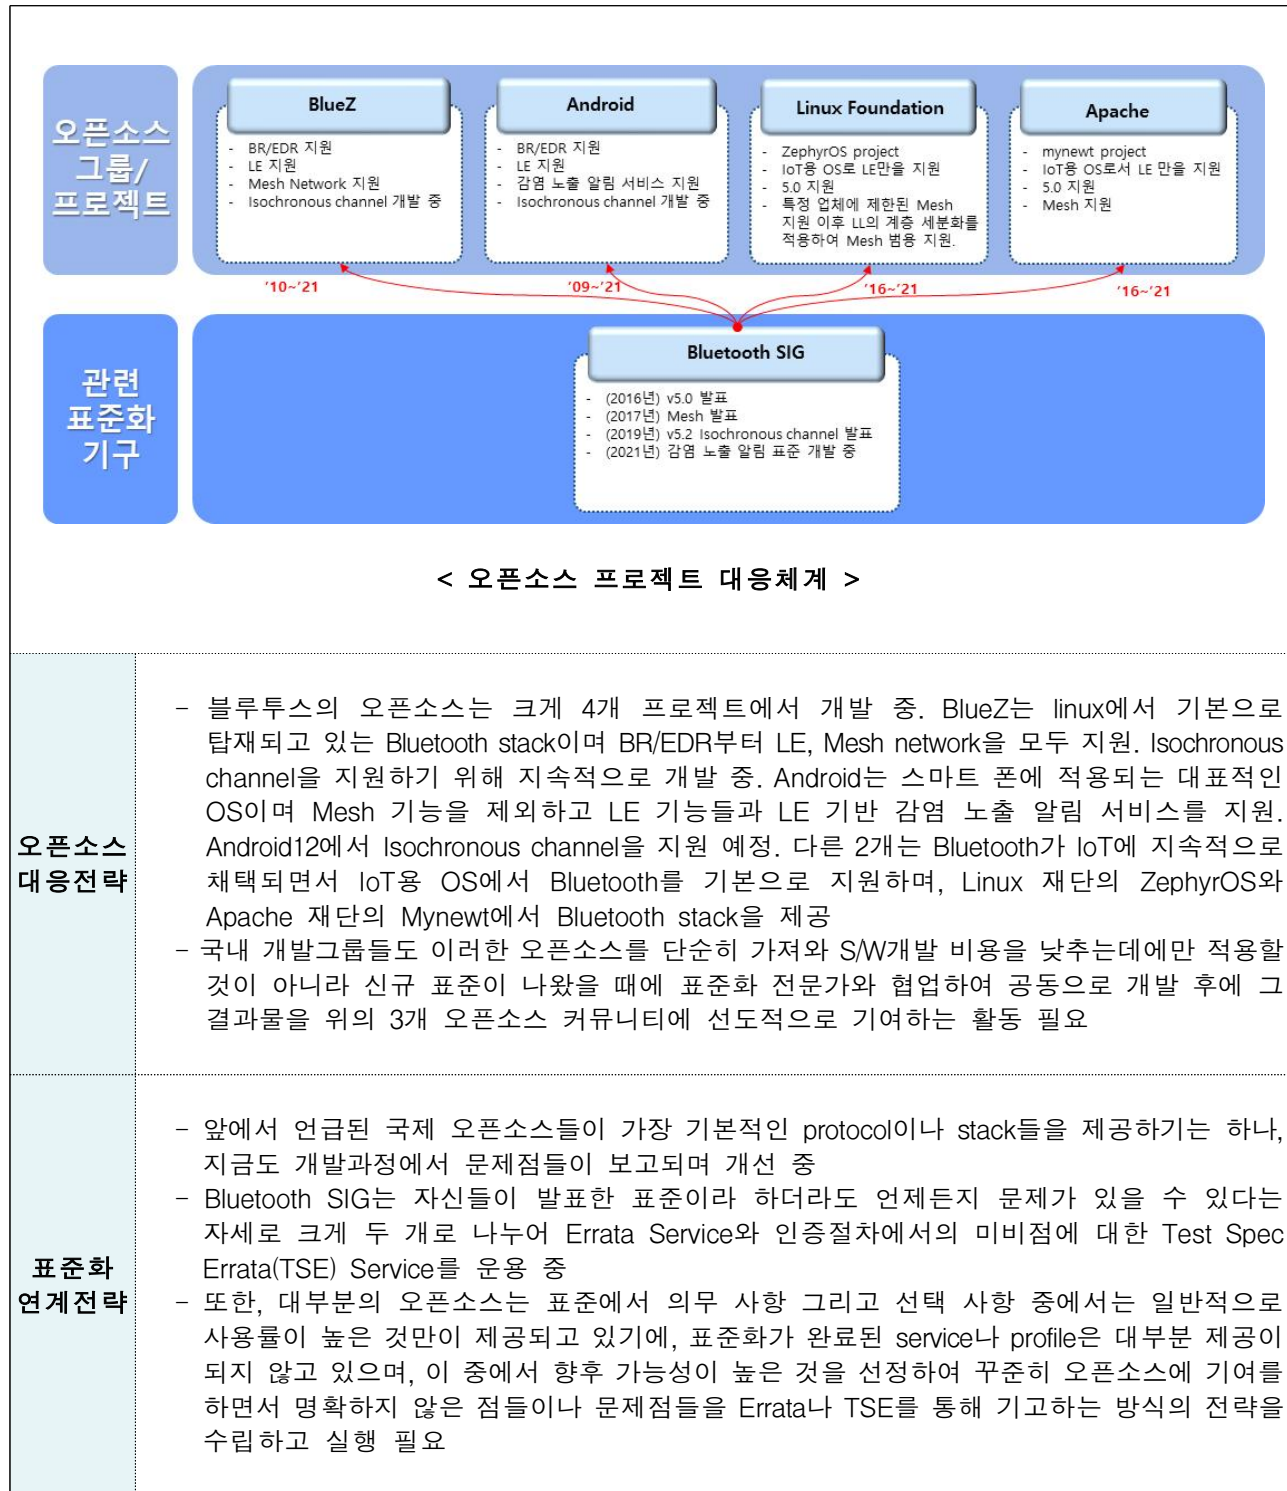 오픈소스
그룹/
프로젝트
BlueZ
- BR/EDR 지원
- LE 지원
- Mesh Network 지원
- Isochronous channel 개발 중
Android
- BR/EDR 지원
- LE 지원
- 감염 노출 알림 서비스 지원
- Isochronous channel 개발 중
Linux Foundation
- ZephyrOS project
- IoT용 OS로 LE만을 지원
- 5.0 지원
- 특정 업체에 제한된 Mesh
지원 이후 LL의 계층 세분화를
적용하여 Mesh 범용 지원.
Apache
- mynewt project
- IoT용 OS로서 LE 만을 지원
- 5.0 지원
- Mesh 지원
'10~'21
'09~'21
'16~'21
'16~'21
관련
표준화
기구
Bluetooth SIG
- (2016년) v5.0 발표
- (2017년) Mesh 발표
- (2019년) v5.2 Isochronous channel 발표
- (2021년) 감염 노출 알림 표준 개발 중
< 오픈소스 프로젝트 대응체계 >
오픈소스
대응전략
- 블루투스의 오픈소스는 크게 4개 프로젝트에서 개발 중. BlueZ는 linux에서 기본으로
탑재되고 있는 Bluetooth stack이며 BR/EDR부터 LE, Mesh network을 모두 지원. Isochronous
channel을 지원하기 위해 지속적으로 개발 중. Android는 스마트 폰에 적용되는 대표적인
OS이며 Mesh 기능을 제외하고 LE 기능들과 LE 기반 감염 노출 알림 서비스를 지원.
Android12에서 Isochronous channel을 지원 예정. 다른 2개는 Bluetooth가 IoT에 지속적으로
채택되면서 IoT용 OS에서 Bluetooth를 기본으로 지원하며, Linux 재단의 ZephyrOS와
Apache 재단의 Mynewt에서 Bluetooth stack을 제공
- 국내 개발그룹들도 이러한 오픈소스를 단순히 가져와 S/W개발 비용을 낮추는데에만 적용할
것이 아니라 신규 표준이 나왔을 때에 표준화 전문가와 협업하여 공동으로 개발 후에 그
결과물을 위의 3개 오픈소스 커뮤니티에 선도적으로 기여하는 활동 필요
표준화
연계전략
- 앞에서 언급된 국제 오픈소스들이 가장 기본적인 protocol이나 stack들을 제공하기는 하나,
지금도 개발과정에서 문제점들이 보고되며 개선 중
- Bluetooth SIG는 자신들이 발표한 표준이라 하더라도 언제든지 문제가 있을 수 있다는
자세로 크게 두 개로 나누어 Errata Service와 인증절차에서의 미비점에 대한 Test Spec
Errata(TSE) Service를 운용 중
- 또한, 대부분의 오픈소스는 표준에서 의무 사항 그리고 선택 사항 중에서는 일반적으로
사용률이 높은 것만이 제공되고 있기에, 표준화가 완료된 service나 profile은 대부분 제공이
되지 않고 있으며, 이 중에서 향후 가능성이 높은 것을 선정하여 꾸준히 오픈소스에 기여를
하면서 명확하지 않은 점들이나 문제점들을 Errata나 TSE를 통해 기고하는 방식의 전략을
수립하고 실행 필요